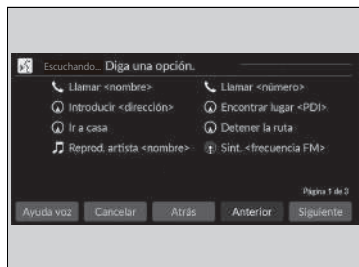 Escuchando... Diga una opción.
Llamar <nombre> Llamar <número>
Introducir <dirección> Encontrar lugar <PDI>
Ir a casa Detener la ruta
Reprod. artista <nombre> Sint. <frecuencia FM>
Página 1 de 3
Ayuda voz Cancelar Atrás Anterior Siguiente